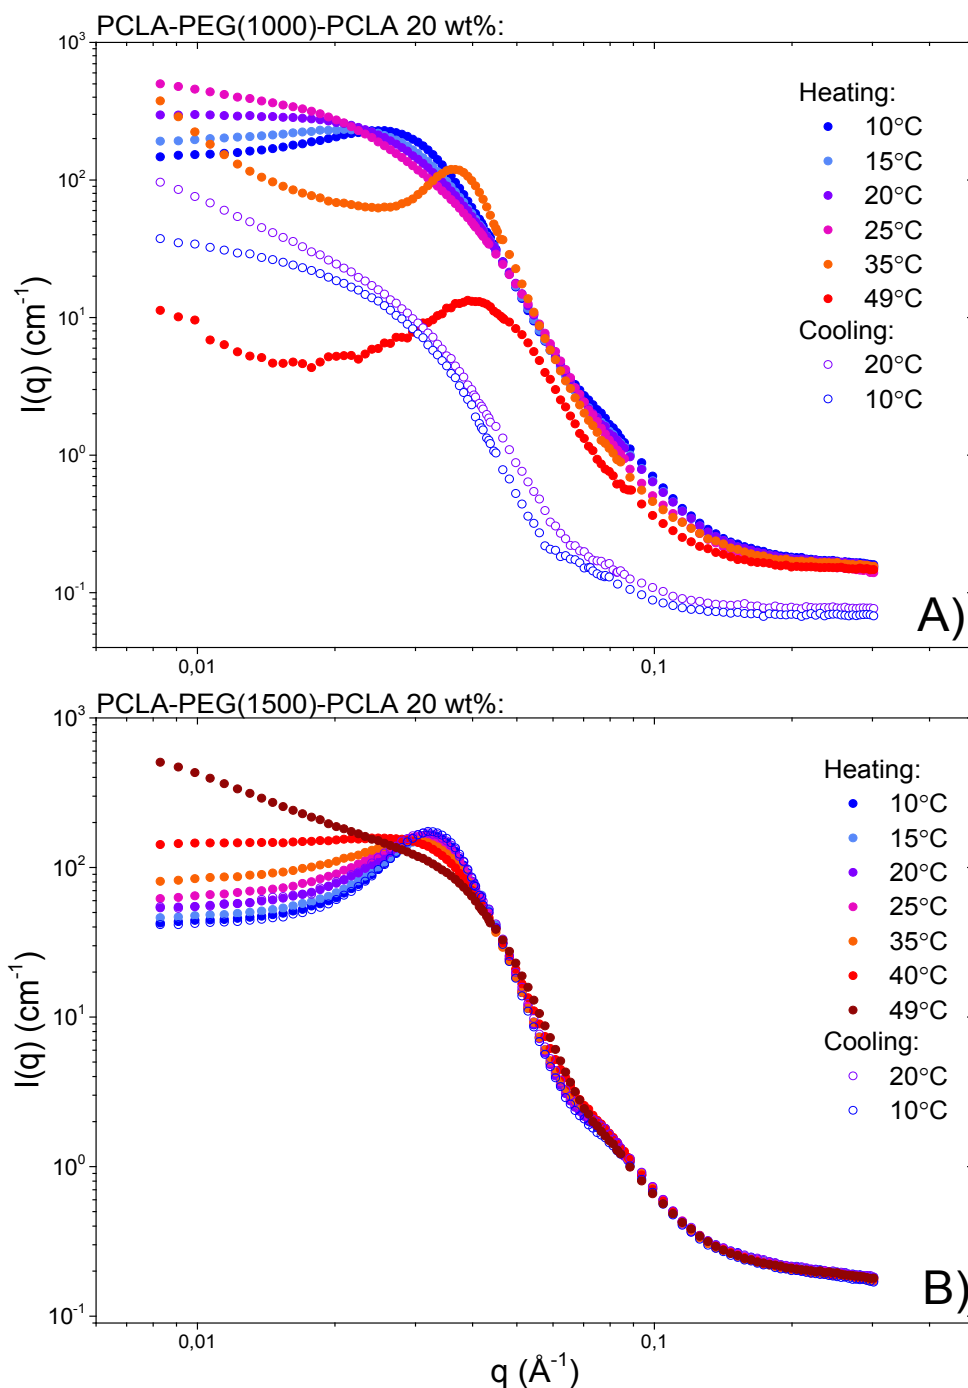 PCLA-PEG(1000)-PCLA 20 wt%:
10³
10²
10¹
10⁰
10⁻¹
I(q) (cm⁻¹)
Heating:
10°C
15°C
20°C
25°C
35°C
49°C
Cooling:
20°C
10°C
A)
0,01
0,1
PCLA-PEG(1500)-PCLA 20 wt%:
10³
10²
10¹
10⁰
10⁻¹
I(q) (cm⁻¹)
Heating:
10°C
15°C
20°C
25°C
35°C
40°C
49°C
Cooling:
20°C
10°C
B)
0,01
0,1
q (Å⁻¹)